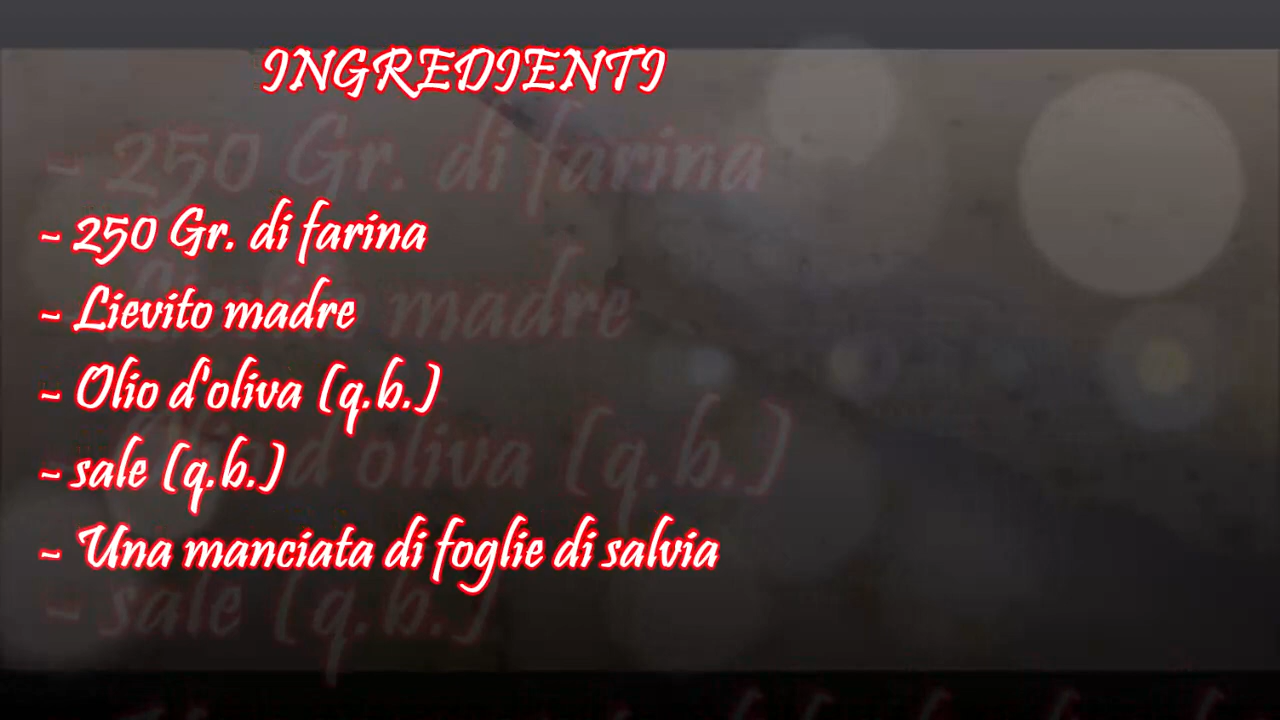 INGREDIENTI
- 250 Gr. di farina
- Lievito madre
- Olio d'oliva (q.b.)
- sale (q.b.)
- Una manciata di foglie di salvia